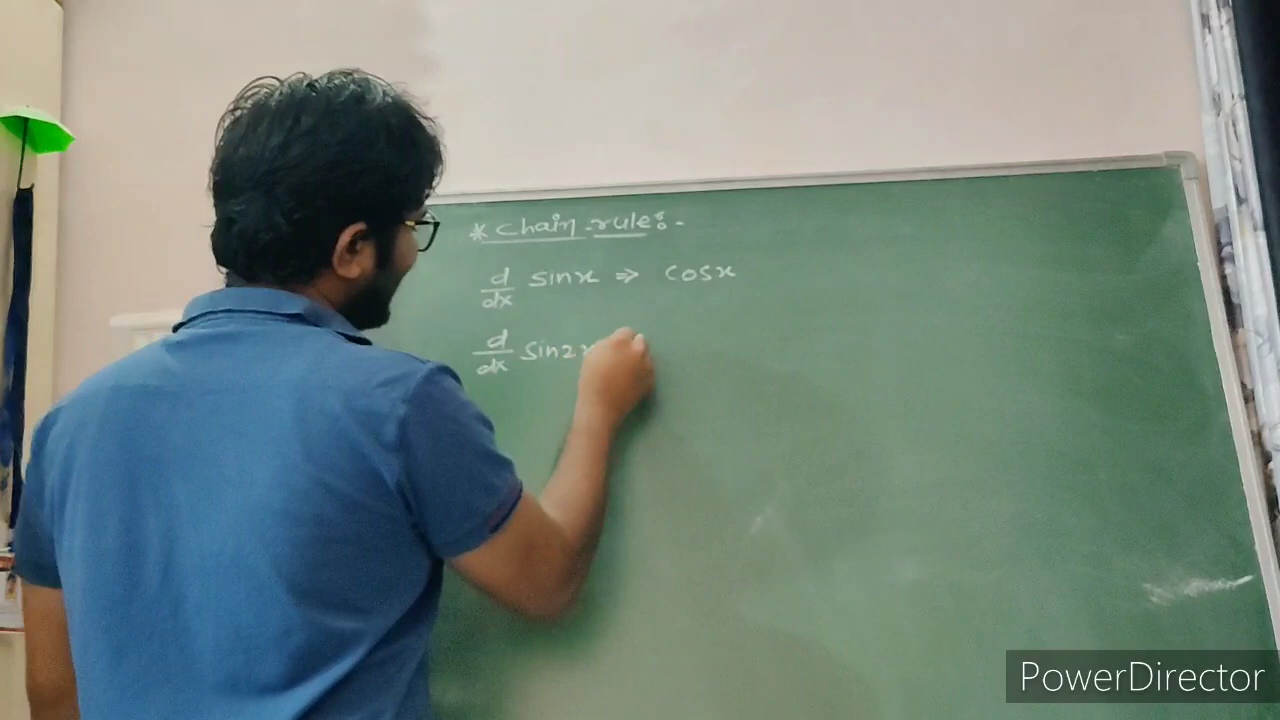 * Chain rule:-
d/dx sinx ⇒ cosx
d/dx sin2x
PowerDirector